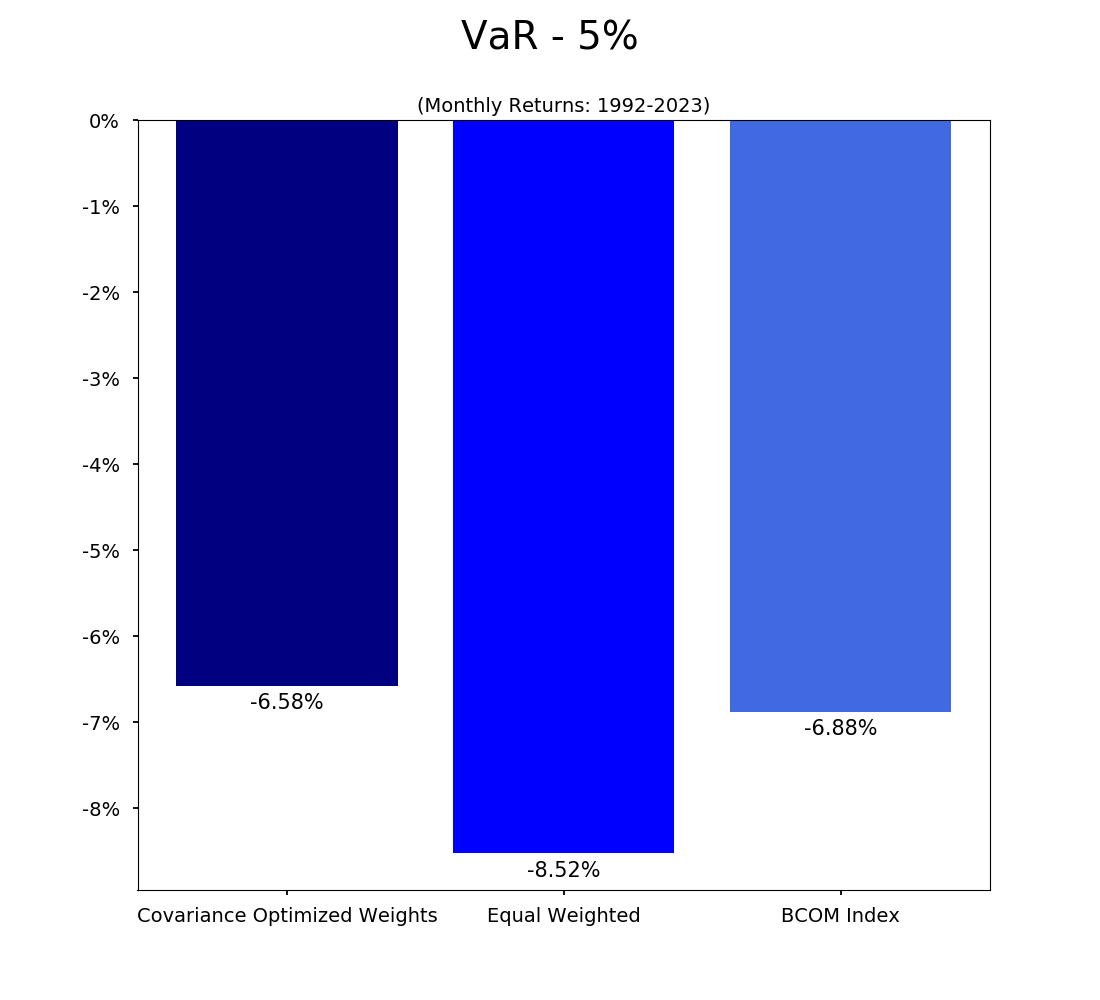 VaR - 5%
(Monthly Returns: 1992-2023)
0%
-1%
-2%
-3%
-4%
-5%
-6%
-7%
-8%
-6.58%
-8.52%
-6.88%
Covariance Optimized Weights
Equal Weighted
BCOM Index